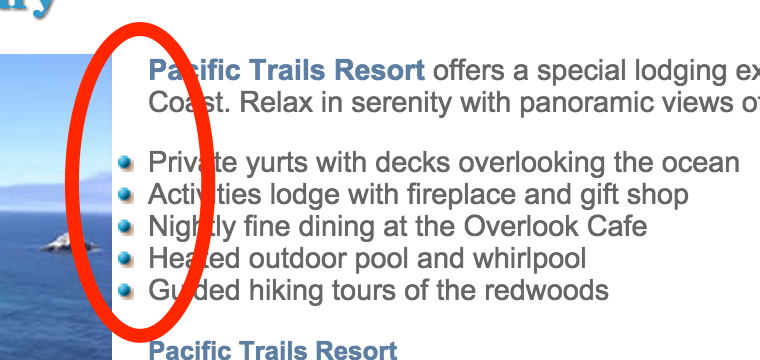 Pacific Trails Resort offers a special lodging
Coast. Relax in serenity with panoramic views
Private yurts with decks overlooking the ocean
Activities lodge with fireplace and gift shop
Nightly fine dining at the Overlook Cafe
Heated outdoor pool and whirlpool
Guided hiking tours of the redwoods
Pacific Trails Resort